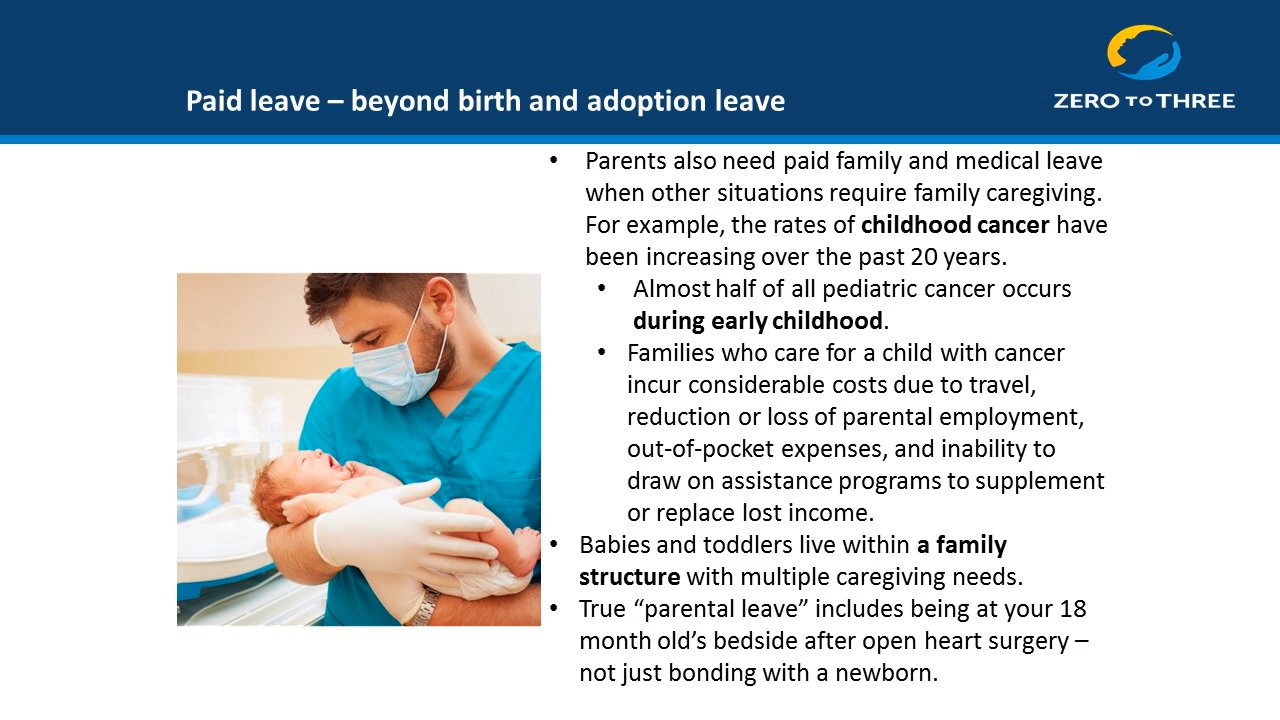 Paid leave – beyond birth and adoption leave
ZERO TO THREE
• Parents also need paid family and medical leave
when other situations require family caregiving.
For example, the rates of childhood cancer have
been increasing over the past 20 years.
• Almost half of all pediatric cancer occurs
during early childhood.
• Families who care for a child with cancer
incur considerable costs due to travel,
reduction or loss of parental employment,
out-of-pocket expenses, and inability to
draw on assistance programs to supplement
or replace lost income.
• Babies and toddlers live within a family
structure with multiple caregiving needs.
• True “parental leave” includes being at your 18
month old’s bedside after open heart surgery –
not just bonding with a newborn.